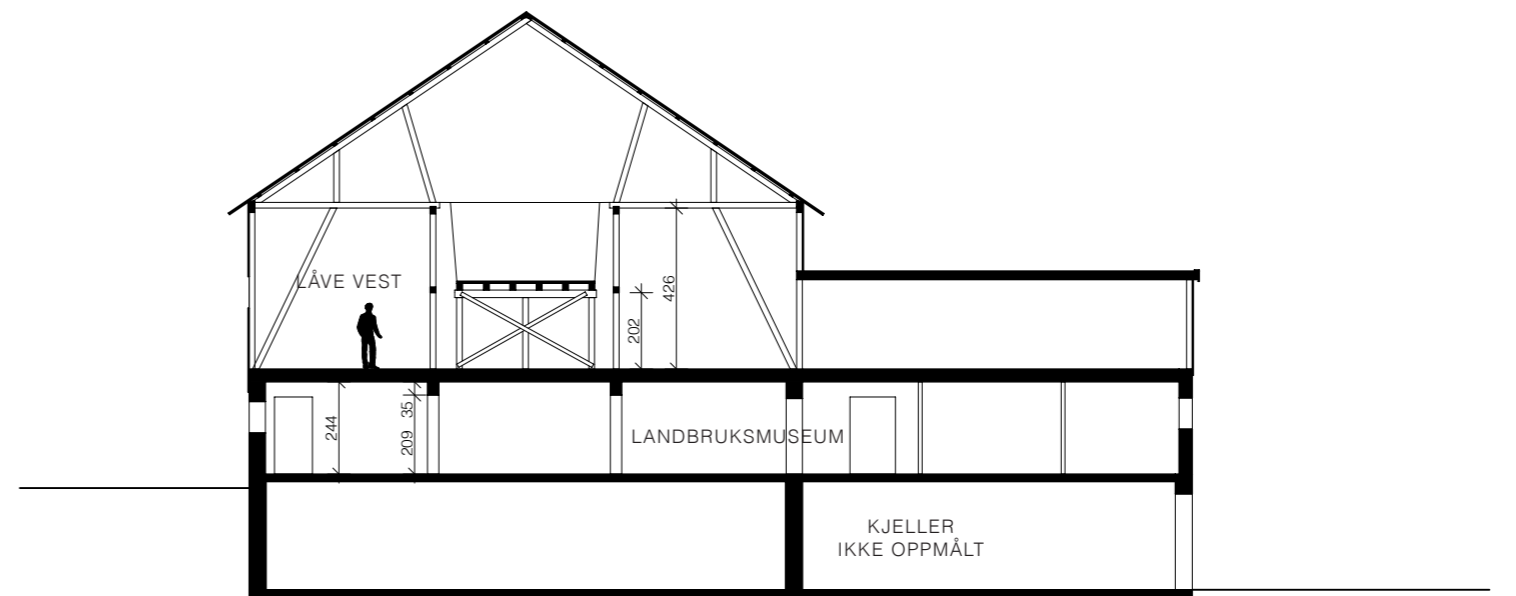 LÅVE VEST
426
202
244
35
209
LANDBRUKSMUSEUM
KJELLER
IKKE OPPMÅLT